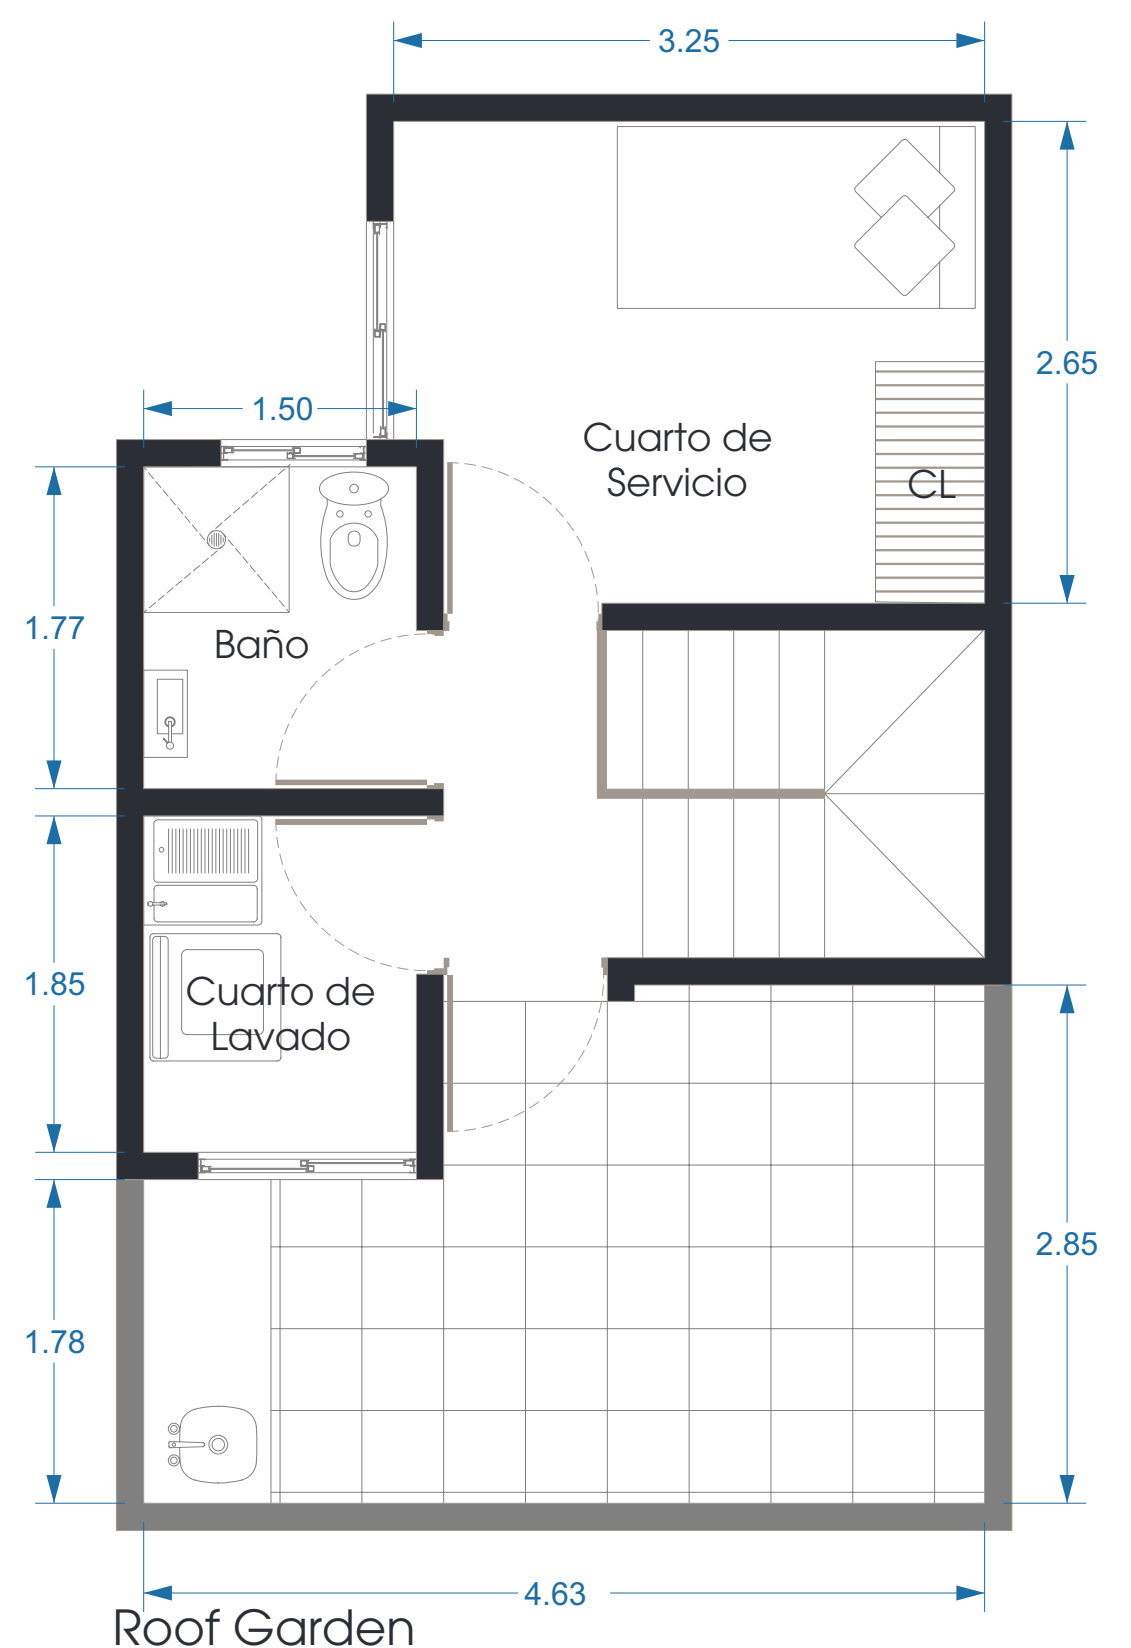 3.25
2.65
1.50
Cuarto de
Servicio
CL
1.77
Baño
1.85
Cuarto de
Lavado
2.85
1.78
4.63
Roof Garden